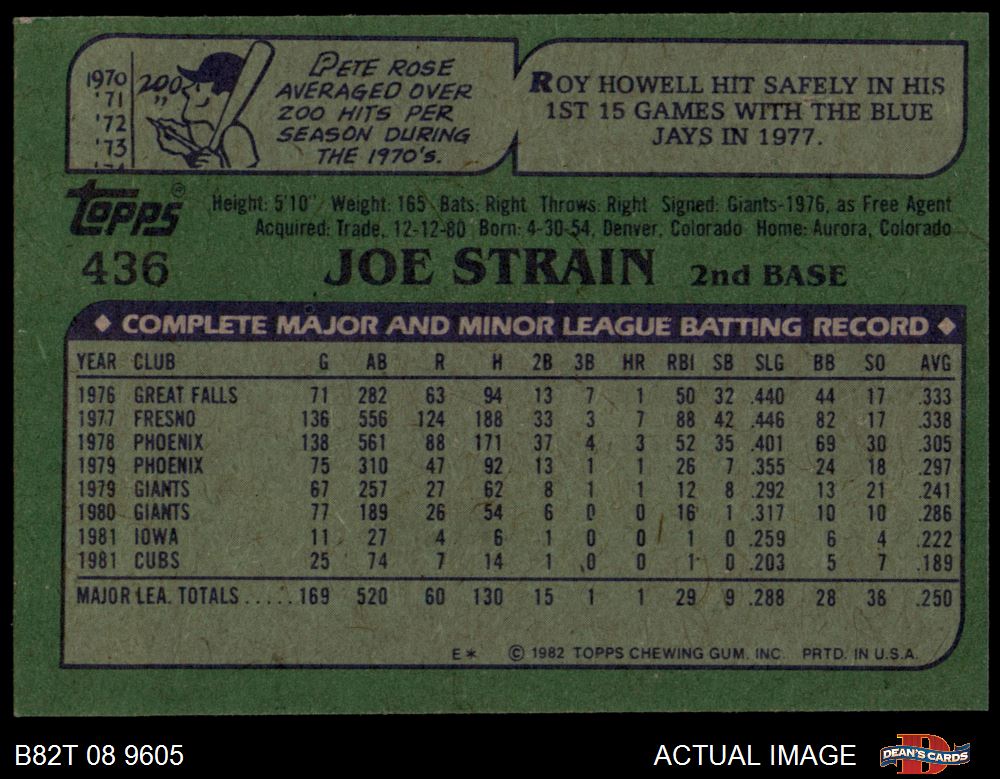 1970
'71
'72
'73
200
"
PETE ROSE
AVERAGED OVER
200 HITS PER
SEASON DURING
THE 1970's.
ROY HOWELL HIT SAFELY IN HIS
1ST 15 GAMES WITH THE BLUE
JAYS IN 1977.
Topps®
Height: 5'10" Weight: 165 Bats: Right Throws: Right Signed: Giants-1976, as Free Agent
Acquired: Trade, 12-12-80 Born: 4-30-54, Denver, Colorado Home: Aurora, Colorado
436 JOE STRAIN 2nd BASE
◆ COMPLETE MAJOR AND MINOR LEAGUE BATTING RECORD ◆
YEAR CLUB G AB R H 2B 3B HR RBI SB SLG BB SO AVG
1976 GREAT FALLS 71 282 63 94 13 7 1 50 32 .440 44 17 .333
1977 FRESNO 136 556 124 188 33 3 7 88 42 .446 82 17 .338
1978 PHOENIX 138 561 88 171 37 4 3 52 35 .401 69 30 .305
1979 PHOENIX 75 310 47 92 13 1 1 26 7 .355 24 18 .297
1979 GIANTS 67 257 27 62 8 1 1 12 8 .292 13 21 .241
1980 GIANTS 77 189 26 54 6 0 0 16 1 .317 10 10 .286
1981 IOWA 11 27 4 6 1 0 0 1 0 .259 6 4 .222
1981 CUBS 25 74 7 14 1 0 0 1 0 .203 5 7 .189
MAJOR LEA. TOTALS.....169 520 60 130 15 1 1 29 9 .288 28 38 .250
E* © 1982 TOPPS CHEWING GUM, INC. PRTD. IN U.S.A.
B82T 08 9605
ACTUAL IMAGE
DEAN'S CARDS